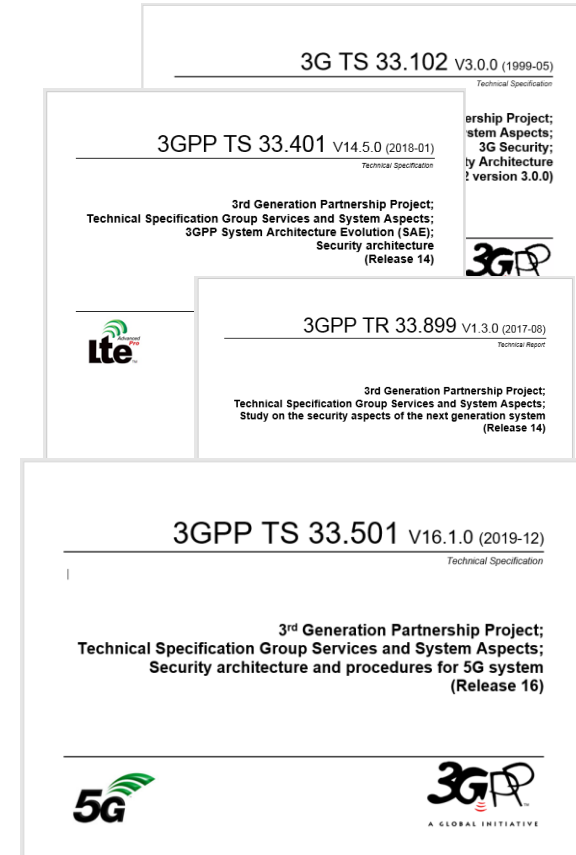 3G TS 33.102 V3.0.0 (1999-05)
Technical Specification
ership Project;
stem Aspects;
3G Security;
ty Architecture
version 3.0.0)
3GPP
3GPP TS 33.401 V14.5.0 (2018-01)
Technical Specification
3rd Generation Partnership Project;
Technical Specification Group Services and System Aspects;
3GPP System Architecture Evolution (SAE);
Security architecture
(Release 14)
lte
Advanced
Pro
3GPP TR 33.899 V1.3.0 (2017-08)
Technical Report
3rd Generation Partnership Project;
Technical Specification Group Services and System Aspects;
Study on the security aspects of the next generation system
(Release 14)
3GPP TS 33.501 V16.1.0 (2019-12)
Technical Specification
3rd Generation Partnership Project;
Technical Specification Group Services and System Aspects;
Security architecture and procedures for 5G system
(Release 16)
5G
3GPP
A GLOBAL INITIATIVE